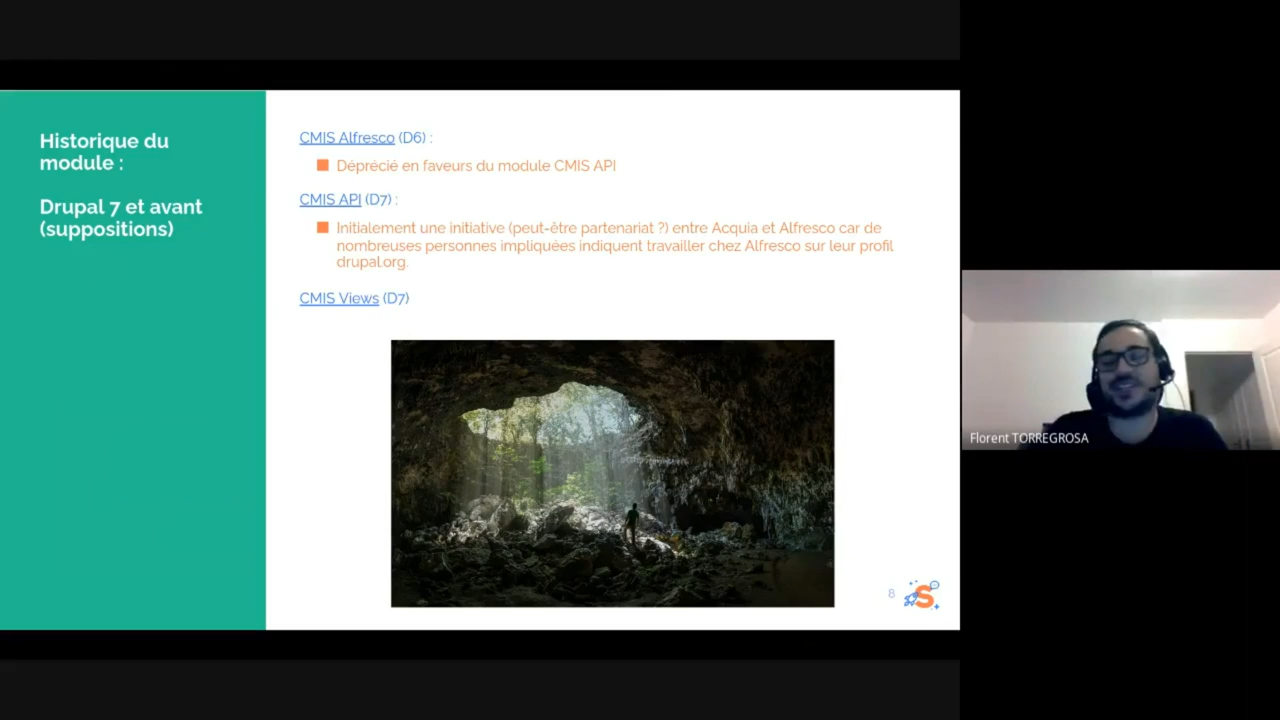 Historique du
module :
Drupal 7 et avant
(suppositions)
CMIS Alfresco (D6) :
Déprécié en faveurs du module CMIS API
CMIS API (D7) :
Initialement une initiative (peut-être partenariat ?) entre Acquia et Alfresco car de
nombreuses personnes impliquées indiquent travailler chez Alfresco sur leur profil
drupal.org.
CMIS Views (D7)
8
S
Florent TORREGROSA